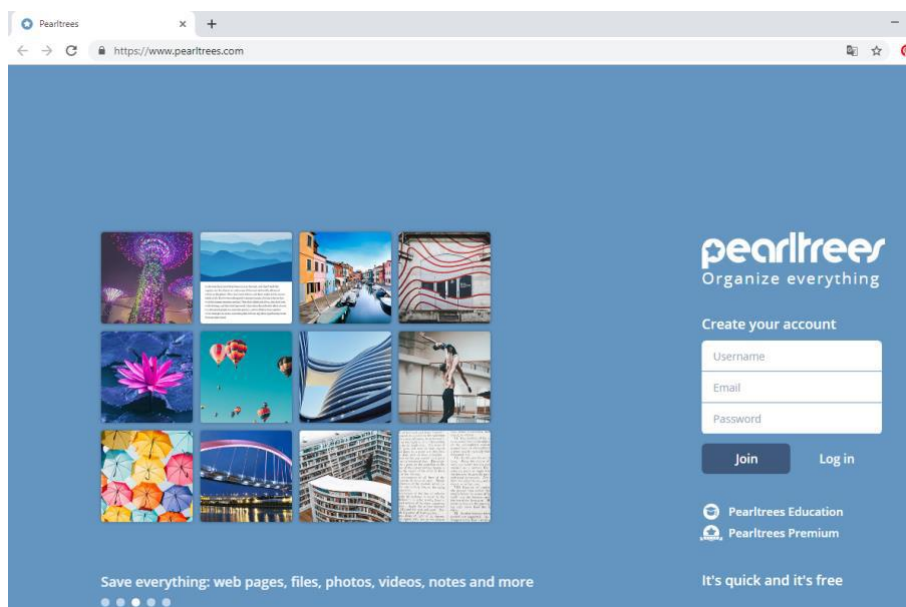 Pearltrees
https://www.pearltrees.com
pearltrees
Organize everything
Create your account
Username
Email
Password
Join
Log in
Pearltrees Education
Pearltrees Premium
Save everything: web pages, files, photos, videos, notes and more
It's quick and it's free